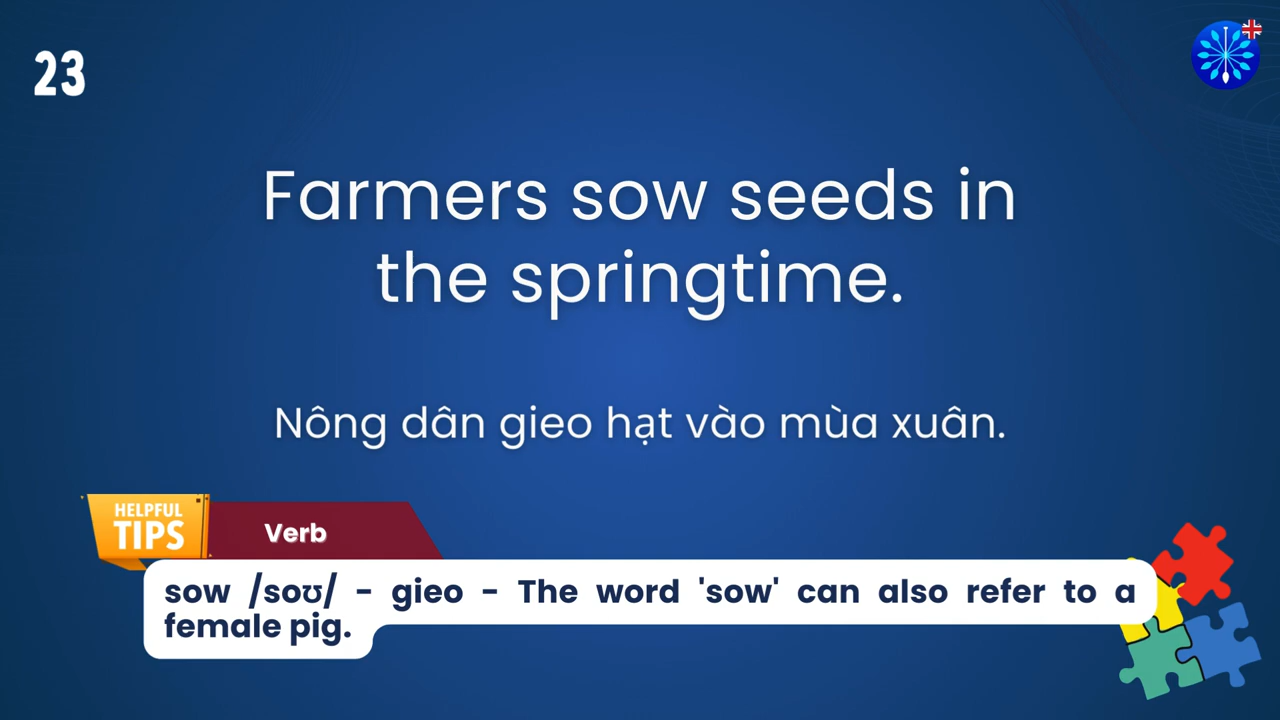 23
Farmers sow seeds in
the springtime.
Nông dân gieo hạt vào mùa xuân.
HELPFUL
TIPS
Verb
sow /soʊ/ - gieo - The word 'sow' can also refer to a
female pig.